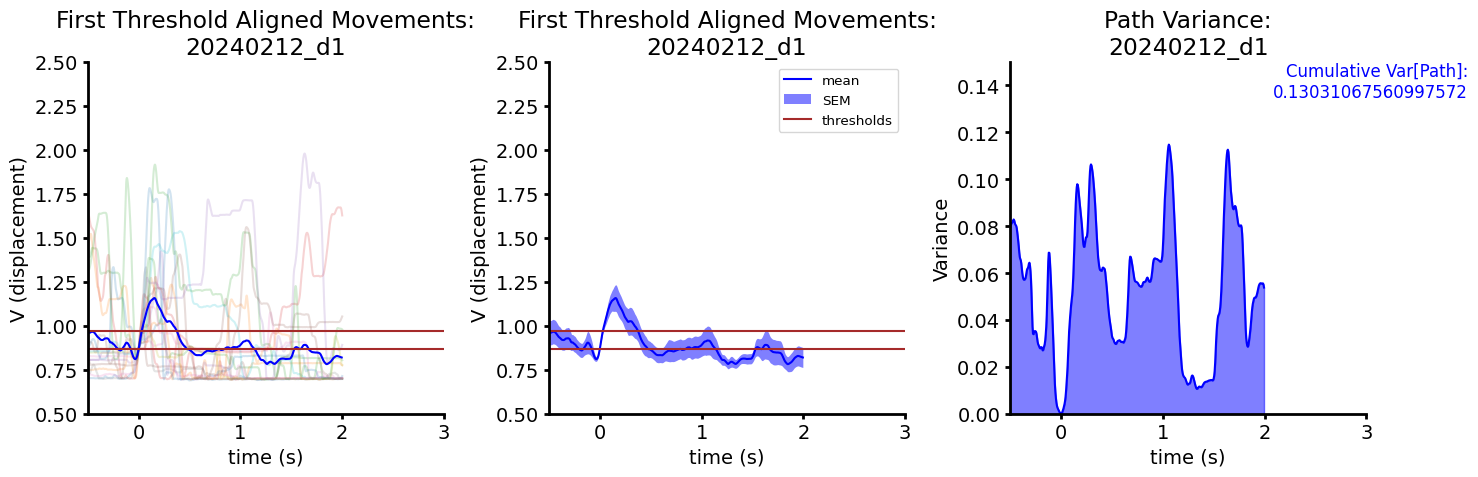 First Threshold Aligned Movements:
20240212_d1
2.50
2.25
2.00
1.75
1.50
1.25
1.00
0.75
0.50
V (displacement)
0
1
2
3
time (s)
First Threshold Aligned Movements:
20240212_d1
2.50
2.25
2.00
1.75
1.50
1.25
1.00
0.75
0.50
V (displacement)
mean
SEM
thresholds
0
1
2
3
time (s)
Path Variance:
20240212_d1
Cumulative Var[Path]:
0.13031067560997572
0.14
0.12
0.10
0.08
0.06
0.04
0.02
0.00
Variance
0
1
2
3
time (s)